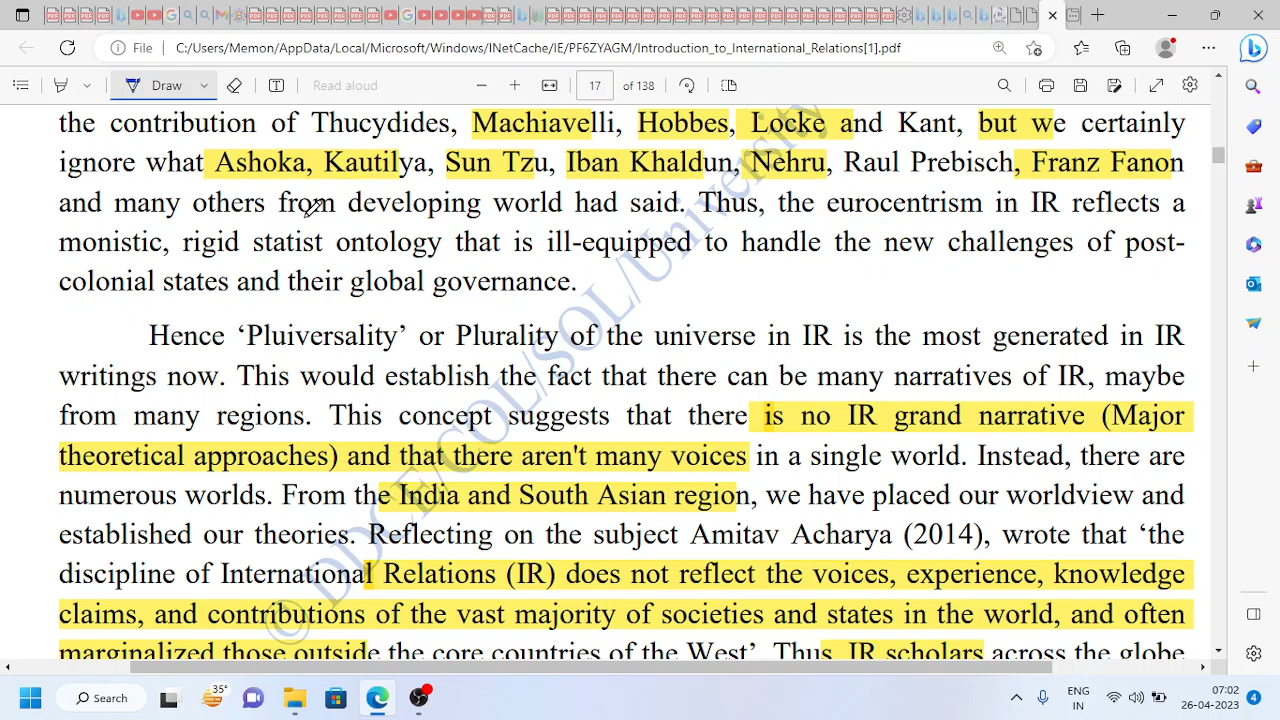 File
C:/Users/Memon/AppData/Local/Microsoft/Windows/INetCache/IE/PF6ZYAGM/Introduction_to_International_Relations[1].pdf
Draw
Read aloud
17 of 138
the contribution of Thucydides, Machiavelli, Hobbes, Locke and Kant, but we certainly
ignore what Ashoka, Kautilya, Sun Tzu, Iban Khaldun, Nehru, Raul Prebisch, Franz Fanon
and many others from developing world had said. Thus, the eurocentrism in IR reflects a
monistic, rigid statist ontology that is ill-equipped to handle the new challenges of post-
colonial states and their global governance.
Hence ‘Pluiversality’ or Plurality of the universe in IR is the most generated in IR
writings now. This would establish the fact that there can be many narratives of IR, maybe
from many regions. This concept suggests that there is no IR grand narrative (Major
theoretical approaches) and that there aren't many voices in a single world. Instead, there are
numerous worlds. From the India and South Asian region, we have placed our worldview and
established our theories. Reflecting on the subject Amitav Acharya (2014), wrote that ‘the
discipline of International Relations (IR) does not reflect the voices, experience, knowledge
claims, and contributions of the vast majority of societies and states in the world, and often
marginalized those outside the core countries of the West’. Thus, IR scholars across the globe
© DDCE/COL/SOL/University
35°
Search
ENG
IN
07:02
26-04-2023
4